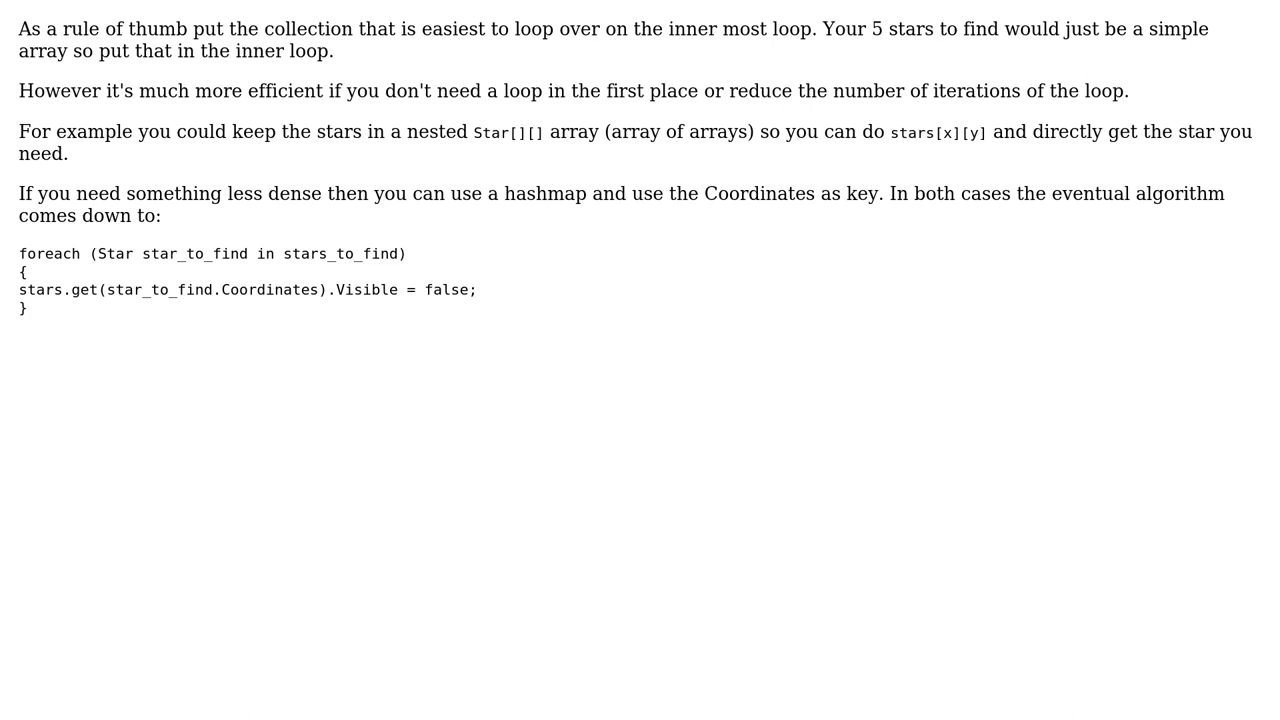 As a rule of thumb put the collection that is easiest to loop over on the inner most loop. Your 5 stars to find would just be a simple
array so put that in the inner loop.
However it's much more efficient if you don't need a loop in the first place or reduce the number of iterations of the loop.
For example you could keep the stars in a nested Star[][] array (array of arrays) so you can do stars[x][y] and directly get the star you
need.
If you need something less dense then you can use a hashmap and use the Coordinates as key. In both cases the eventual algorithm
comes down to:
foreach (Star star_to_find in stars_to_find)
{
stars.get(star_to_find.Coordinates).Visible = false;
}